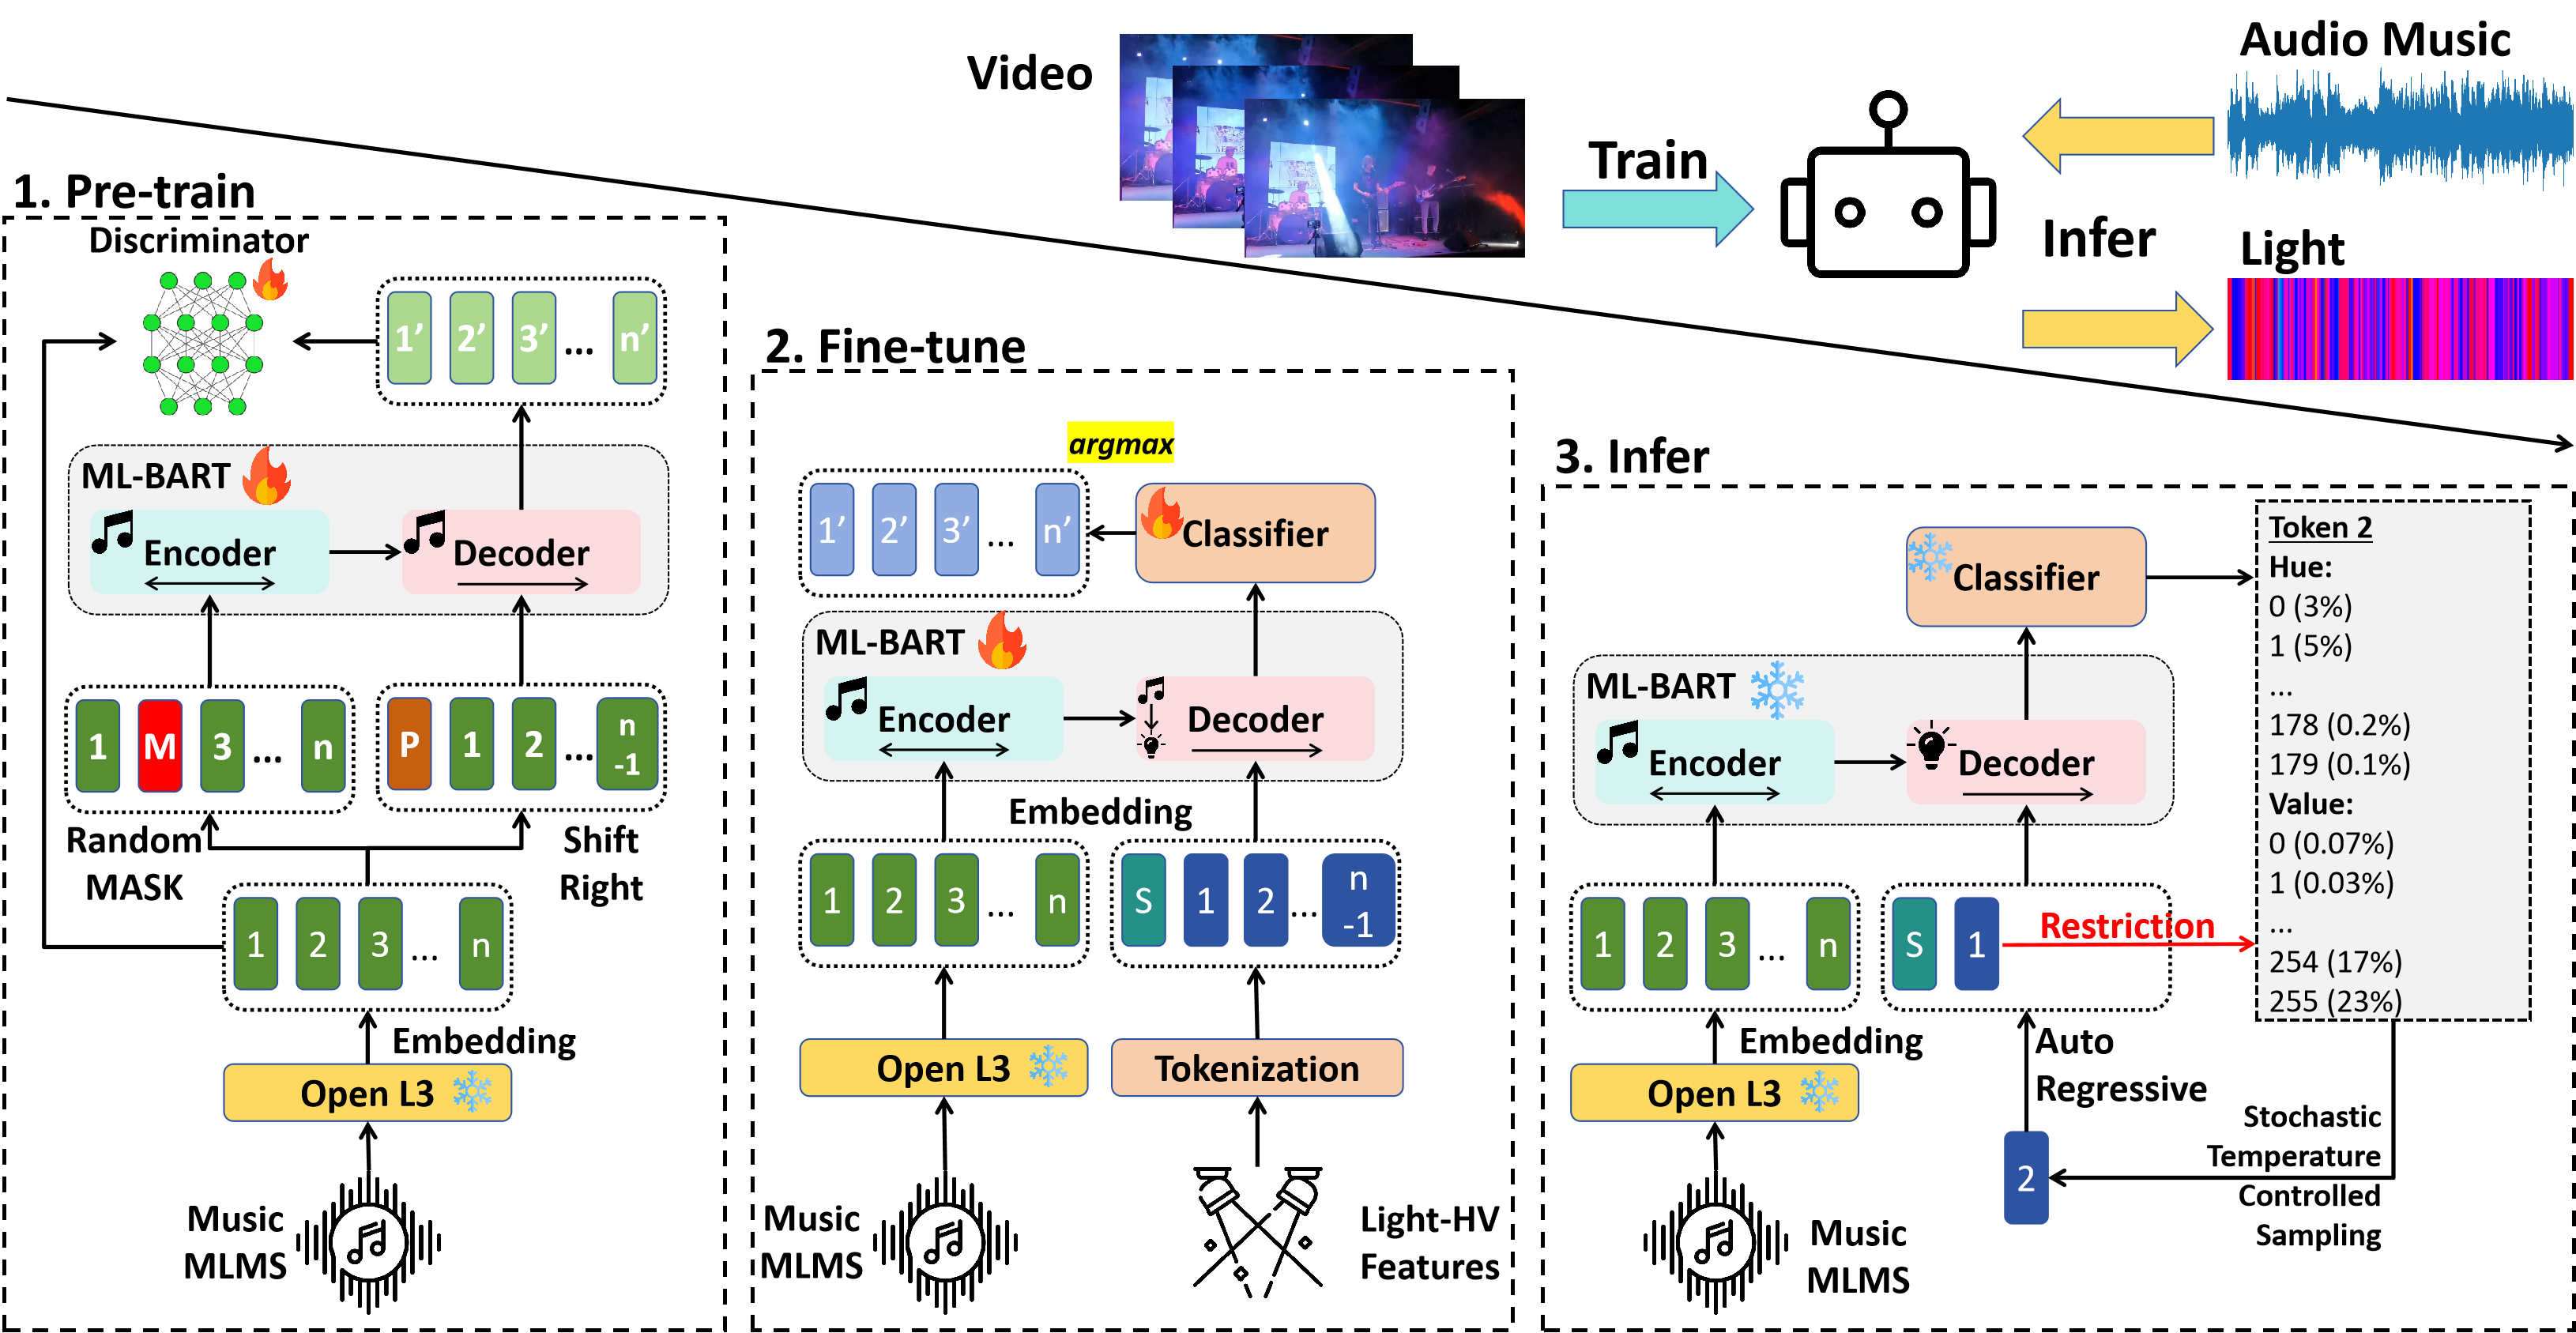 Video
Train
Audio Music
Infer
Light
1. Pre-train
Discriminator
1’ 2’ 3’ ... n’
ML-BART
Encoder
Decoder
1 M 3 ... n
P 1 2 ... n -1
Random
MASK
Shift
Right
1 2 3 ... n
Embedding
Open L3
Music
MLMS
2. Fine-tune
argmax
1’ 2’ 3’ ... n’
Classifier
ML-BART
Encoder
Decoder
Embedding
1 2 3 ... n
S 1 2 ... n -1
Open L3
Tokenization
Music
MLMS
Light-HV
Features
3. Infer
Classifier
ML-BART
Encoder
Decoder
1 2 3 ... n
S 1
Restriction
Embedding
Open L3
Music
MLMS
Auto
Regressive
2
Token 2
Hue:
0 (3%)
1 (5%)
...
178 (0.2%)
179 (0.1%)
Value:
0 (0.07%)
1 (0.03%)
...
254 (17%)
255 (23%)
Stochastic
Temperature
Controlled
Sampling